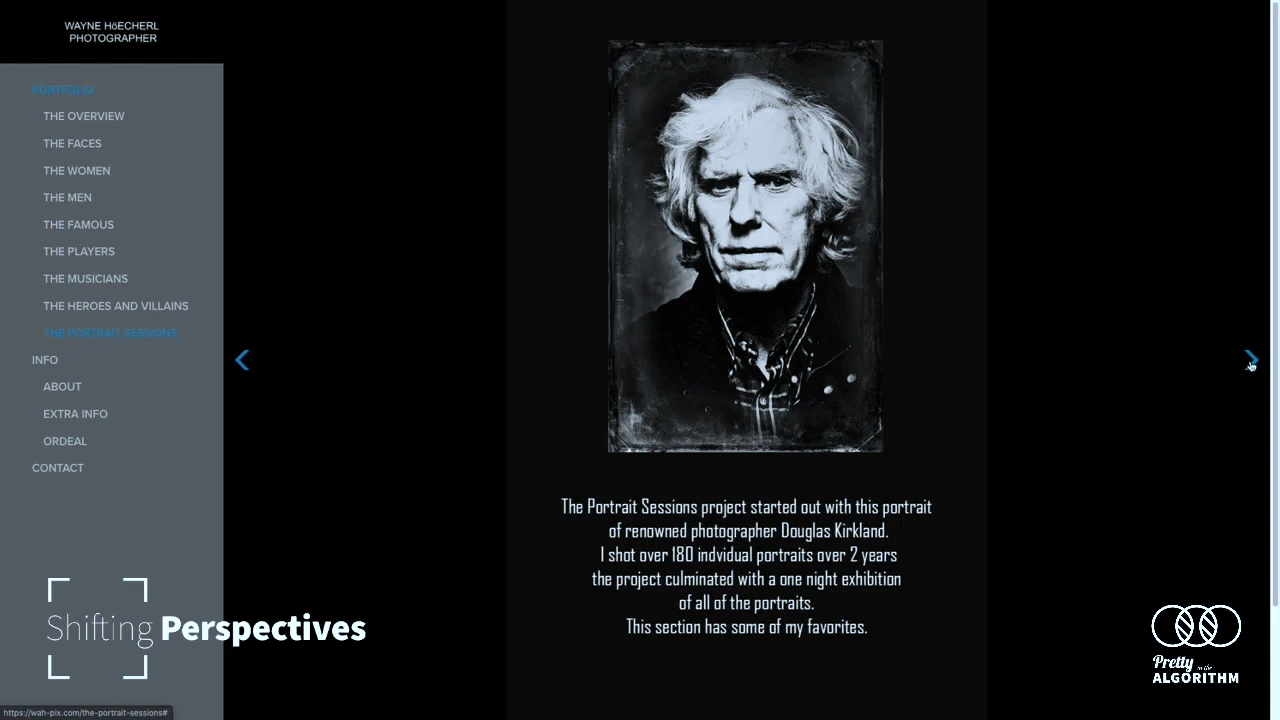 WAYNE HöECHERL
PHOTOGRAPHER
PORTFOLIO
THE OVERVIEW
THE FACES
THE WOMEN
THE MEN
THE FAMOUS
THE PLAYERS
THE MUSICIANS
THE HEROES AND VILLAINS
THE PORTRAIT SESSIONS
INFO
ABOUT
EXTRA INFO
ORDEAL
CONTACT
The Portrait Sessions project started out with this portrait
of renowned photographer Douglas Kirkland.
I shot over 180 indvidual portraits over 2 years
the project culminated with a one night exhibition
of all of the portraits.
This section has some of my favorites.
Shifting Perspectives
Pretty in the
ALGORITHM
https://wah-pix.com/the-portrait-sessions#